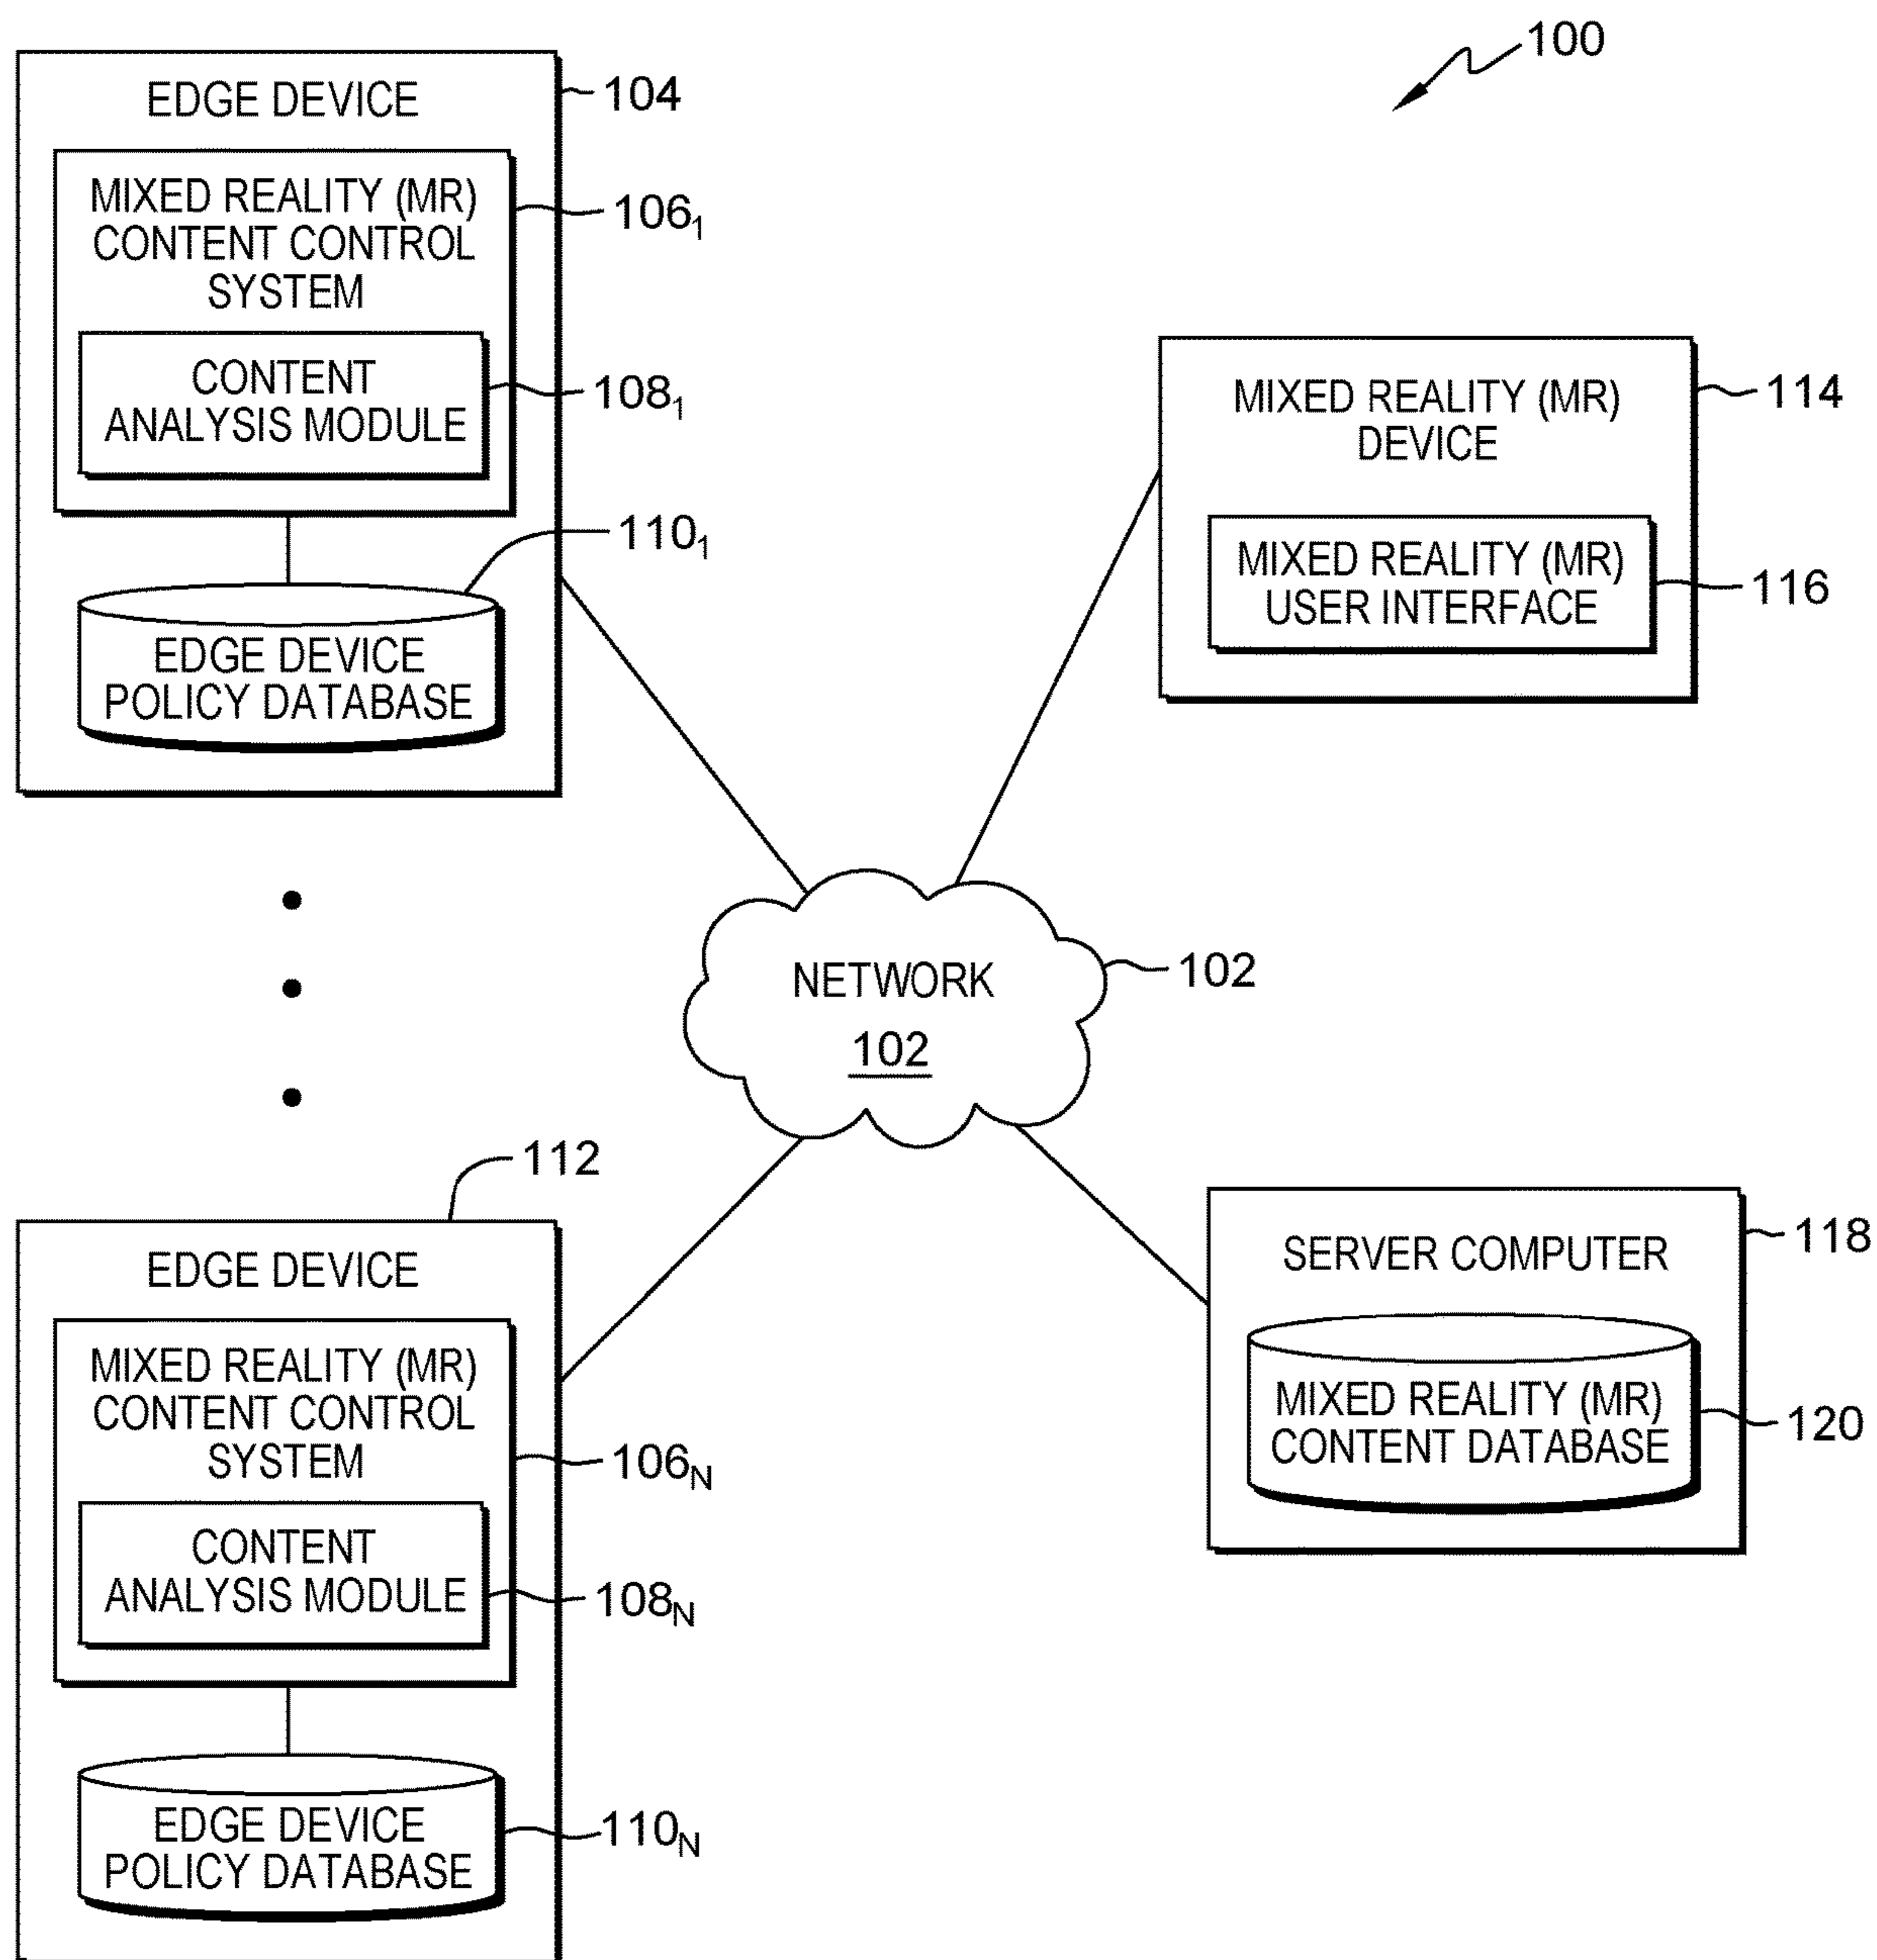 100
EDGE DEVICE
104
MIXED REALITY (MR)
CONTENT CONTROL
SYSTEM
106₁
CONTENT
ANALYSIS MODULE
108₁
110₁
EDGE DEVICE
POLICY DATABASE
MIXED REALITY (MR)
DEVICE
114
MIXED REALITY (MR)
USER INTERFACE
116
NETWORK
102
102
112
EDGE DEVICE
MIXED REALITY (MR)
CONTENT CONTROL
SYSTEM
106N
CONTENT
ANALYSIS MODULE
108N
EDGE DEVICE
POLICY DATABASE
110N
SERVER COMPUTER
118
MIXED REALITY (MR)
CONTENT DATABASE
120